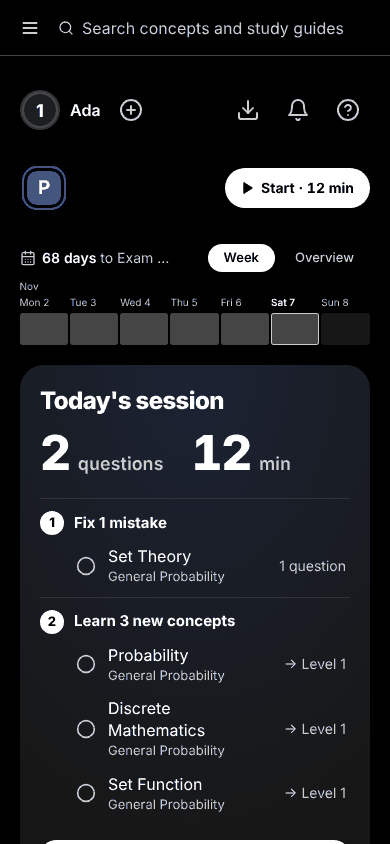 Search concepts and study guides
1 Ada
P
Start · 12 min
68 days to Exam ...
Week
Overview
Nov
Mon 2 Tue 3 Wed 4 Thu 5 Fri 6 Sat 7 Sun 8
Today's session
2 questions 12 min
1 Fix 1 mistake
Set Theory
General Probability
1 question
2 Learn 3 new concepts
Probability
General Probability
→ Level 1
Discrete
Mathematics
General Probability
→ Level 1
Set Function
General Probability
→ Level 1